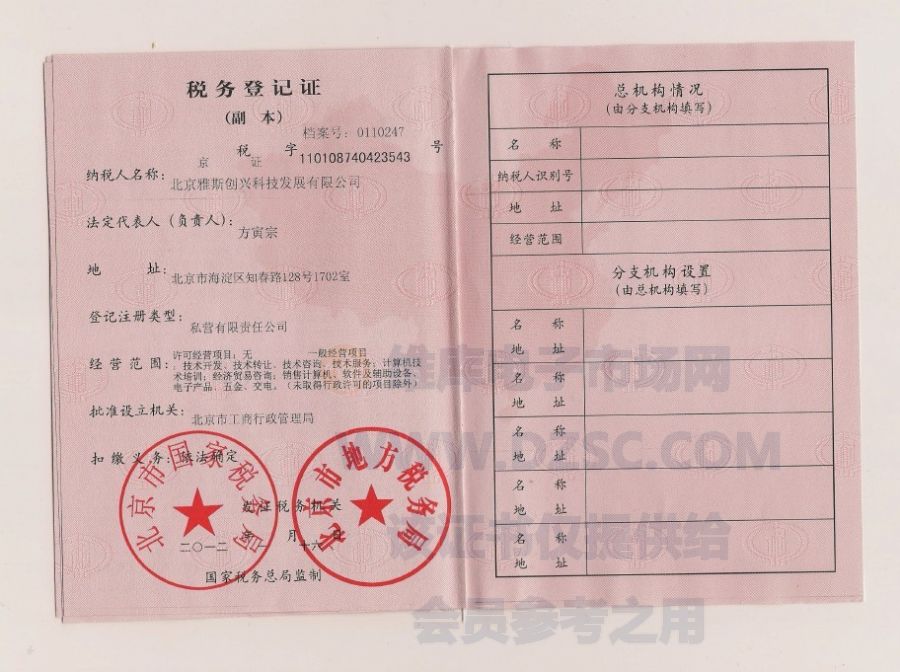 税务登记证
(副 本)
档案号: 0110247
京 税 证 字 110108740423543 号
纳税人名称: 北京雅斯创兴科技发展有限公司
法定代表人(负责人): 方寅宗
地 址: 北京市海淀区知春路128号1702室
登记注册类型: 私营有限责任公司
经营范围: 许可经营项目: 无 一般经营项目
: 技术开发、技术转让、技术咨询、技术服务; 计算机技
术培训; 经济贸易咨询; 销售计算机、软件及辅助设备、
电子产品、五金、交电。(未取得行政许可的项目除外)
批准设立机关: 北京市工商行政管理局
扣缴义务: 依法确定
发证税务机关
二〇一二 年 一 月 十六 日
北京市国家税务局
北京市地方税务局
国家税务总局监制
总机构情况
(由分支机构填写)
名 称
纳税人识别号
地 址
经营范围
分支机构设置
(由总机构填写)
名 称
地 址
名 称
地 址
名 称
地 址
名 称
地 址
名 称
地 址
维库电子市场网
WWW.DZSC.COM
该证书仅提供给
会员参考之用